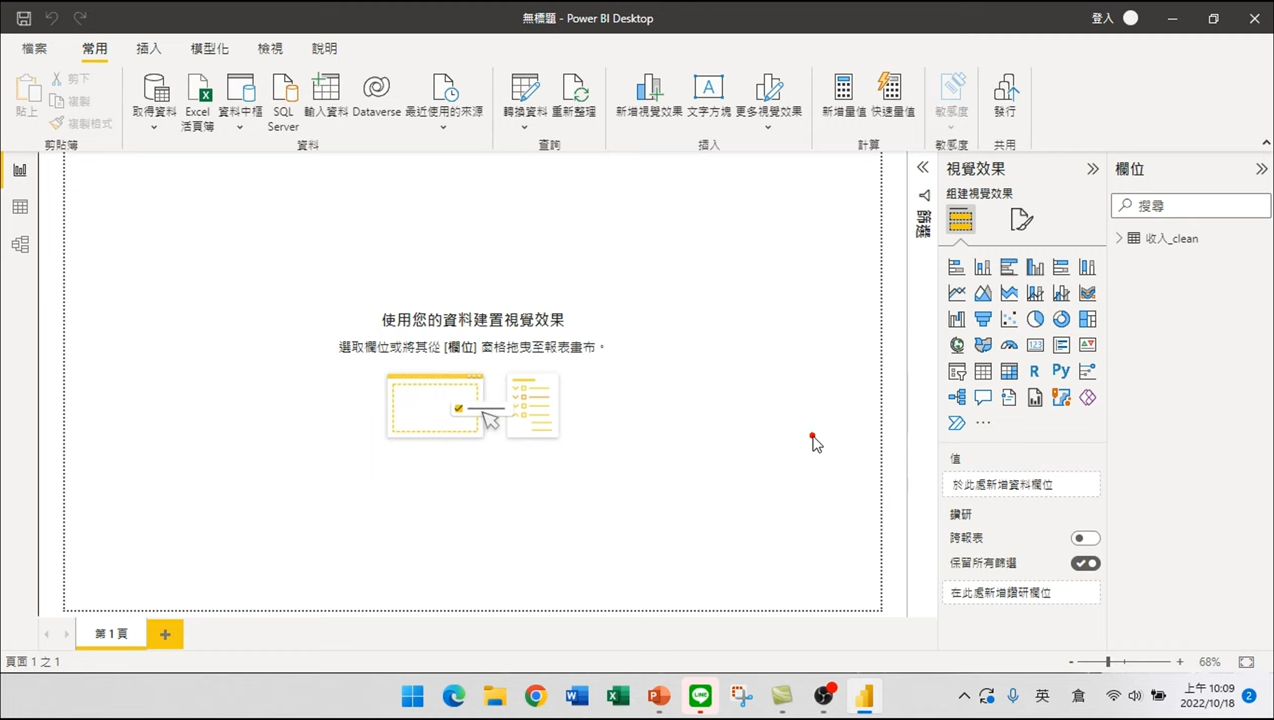 無標題 - Power BI Desktop
登入
檔案 常用 插入 模型化 檢視 說明
貼上
剪下
複製
複製格式
剪貼簿
取得資料
Excel 活頁簿
資料中樞
SQL Server
輸入資料
Dataverse
最近使用的來源
資料
轉換資料
重新整理
查詢
新增視覺效果
文字方塊
更多視覺效果
插入
新增量值
快速量值
計算
敏感度
敏感度
發行
共用
使用您的資料建置視覺效果
選取欄位或將其從 [欄位] 窗格拖曳至報表畫布。
篩選
視覺效果
組建視覺效果
R
Py
123
值
於此處新增資料欄位
鑽研
跨報表
保留所有篩選
在此處新增鑽研欄位
欄位
搜尋
收入_clean
第 1 頁
頁面 1 之 1
68%
LINE
英
倉
上午 10:09
2022/10/18
2